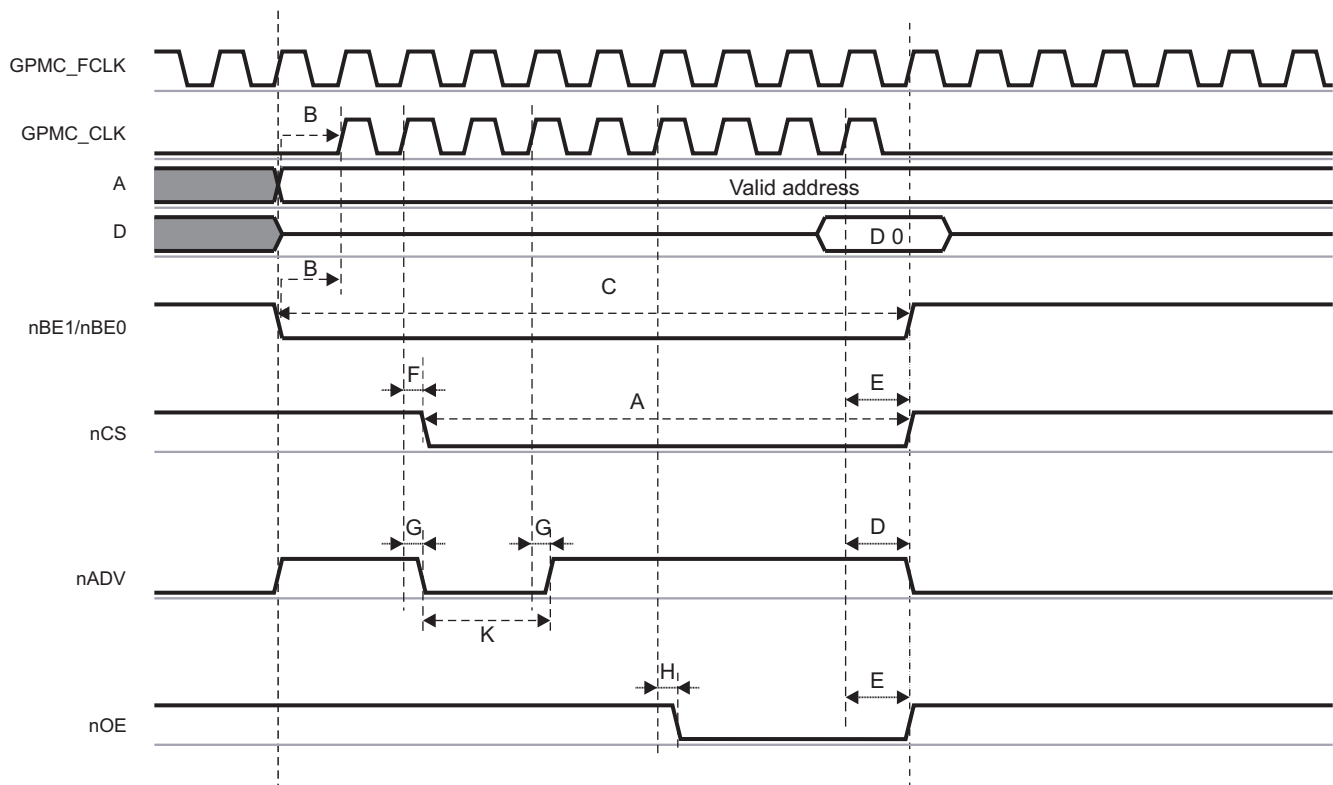 GPMC_FCLK
B
GPMC_CLK
A
Valid address
D
D 0
B
C
nBE1/nBE0
F
E
A
nCS
G
G
D
nADV
K
H
E
nOE